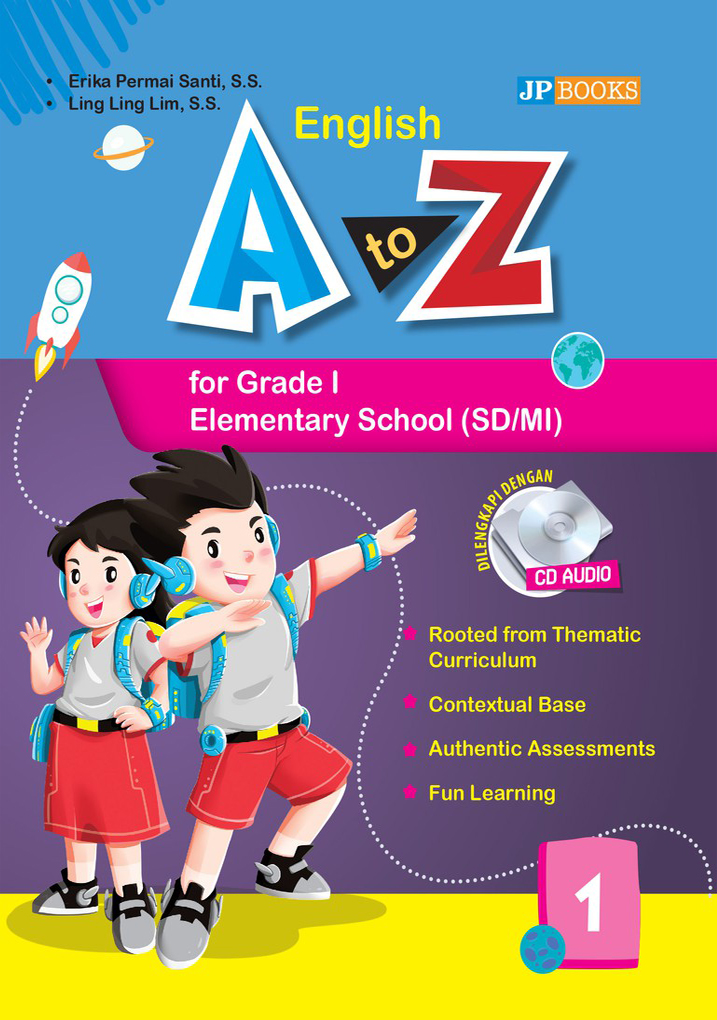 • Erika Permai Santi, S.S.
• Ling Ling Lim, S.S.
JP BOOKS
English
A to Z
for Grade I
Elementary School (SD/MI)
DILENGKAPI DENGAN
CD AUDIO
Rooted from Thematic
Curriculum
Contextual Base
Authentic Assessments
Fun Learning
1